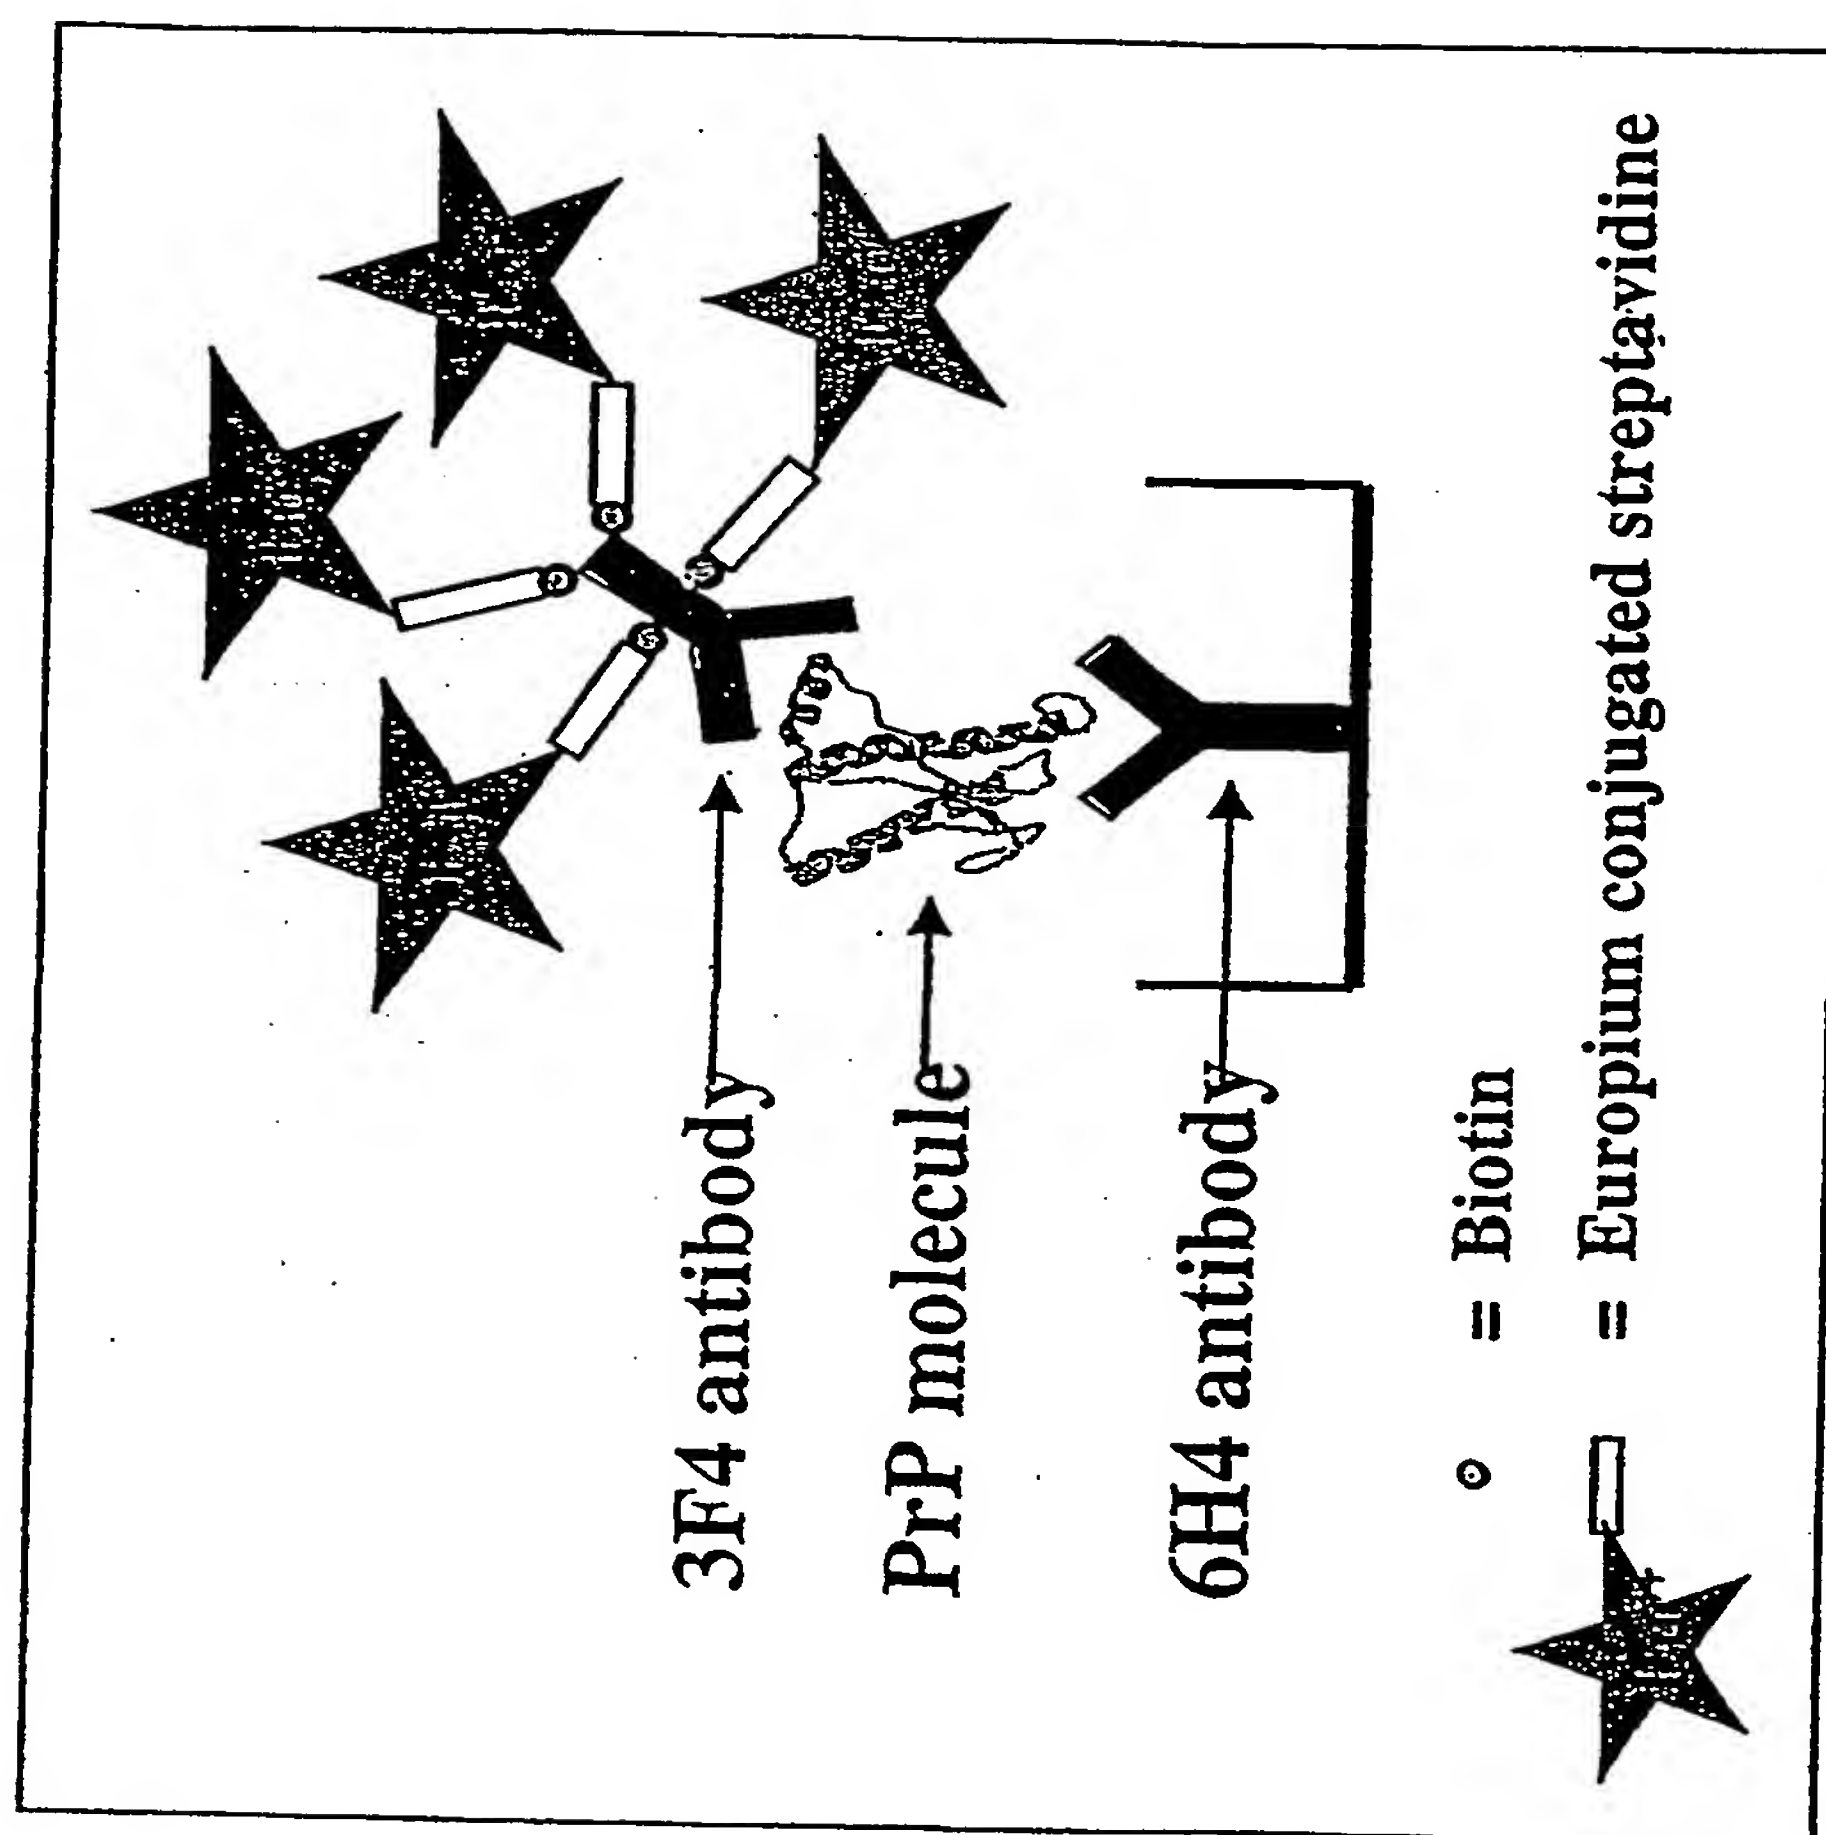 3F4 antibody
PrP molecule
6H4 antibody
= Biotin
= Europium conjugated streptavidine